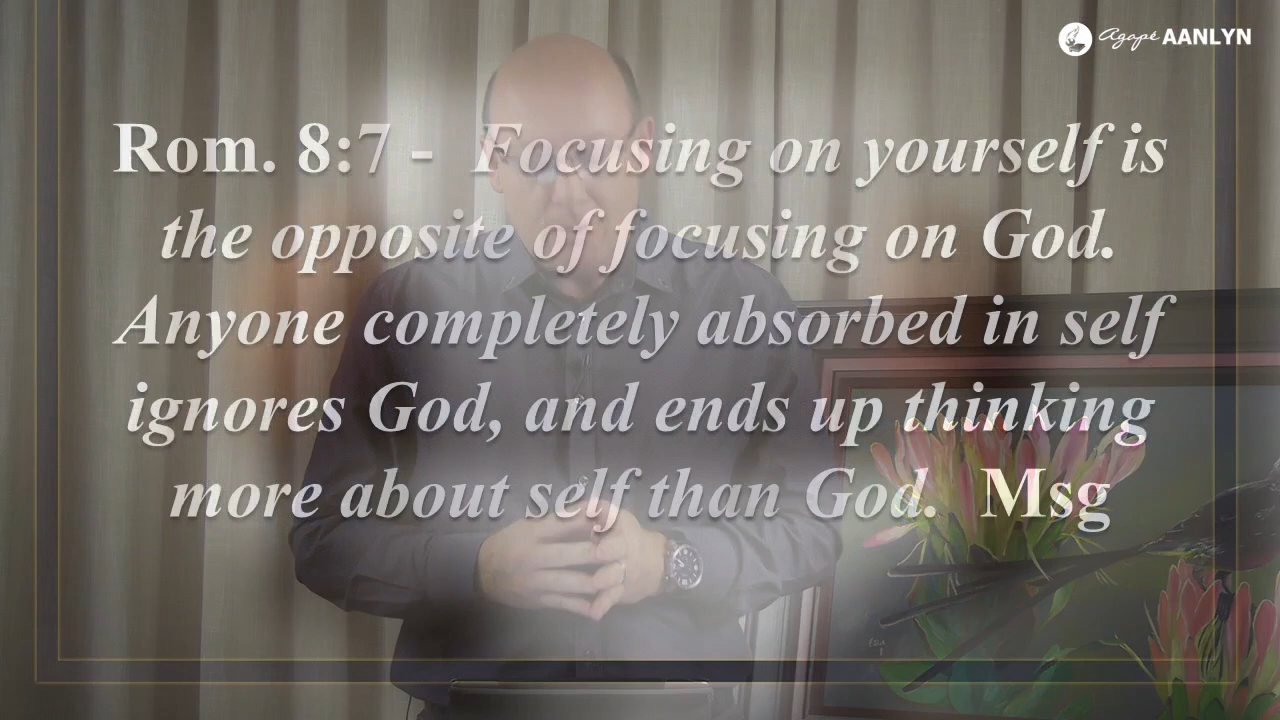 Agapé AANLYN
Rom. 8:7 - Focusing on yourself is
the opposite of focusing on God.
Anyone completely absorbed in self
ignores God, and ends up thinking
more about self than God. Msg